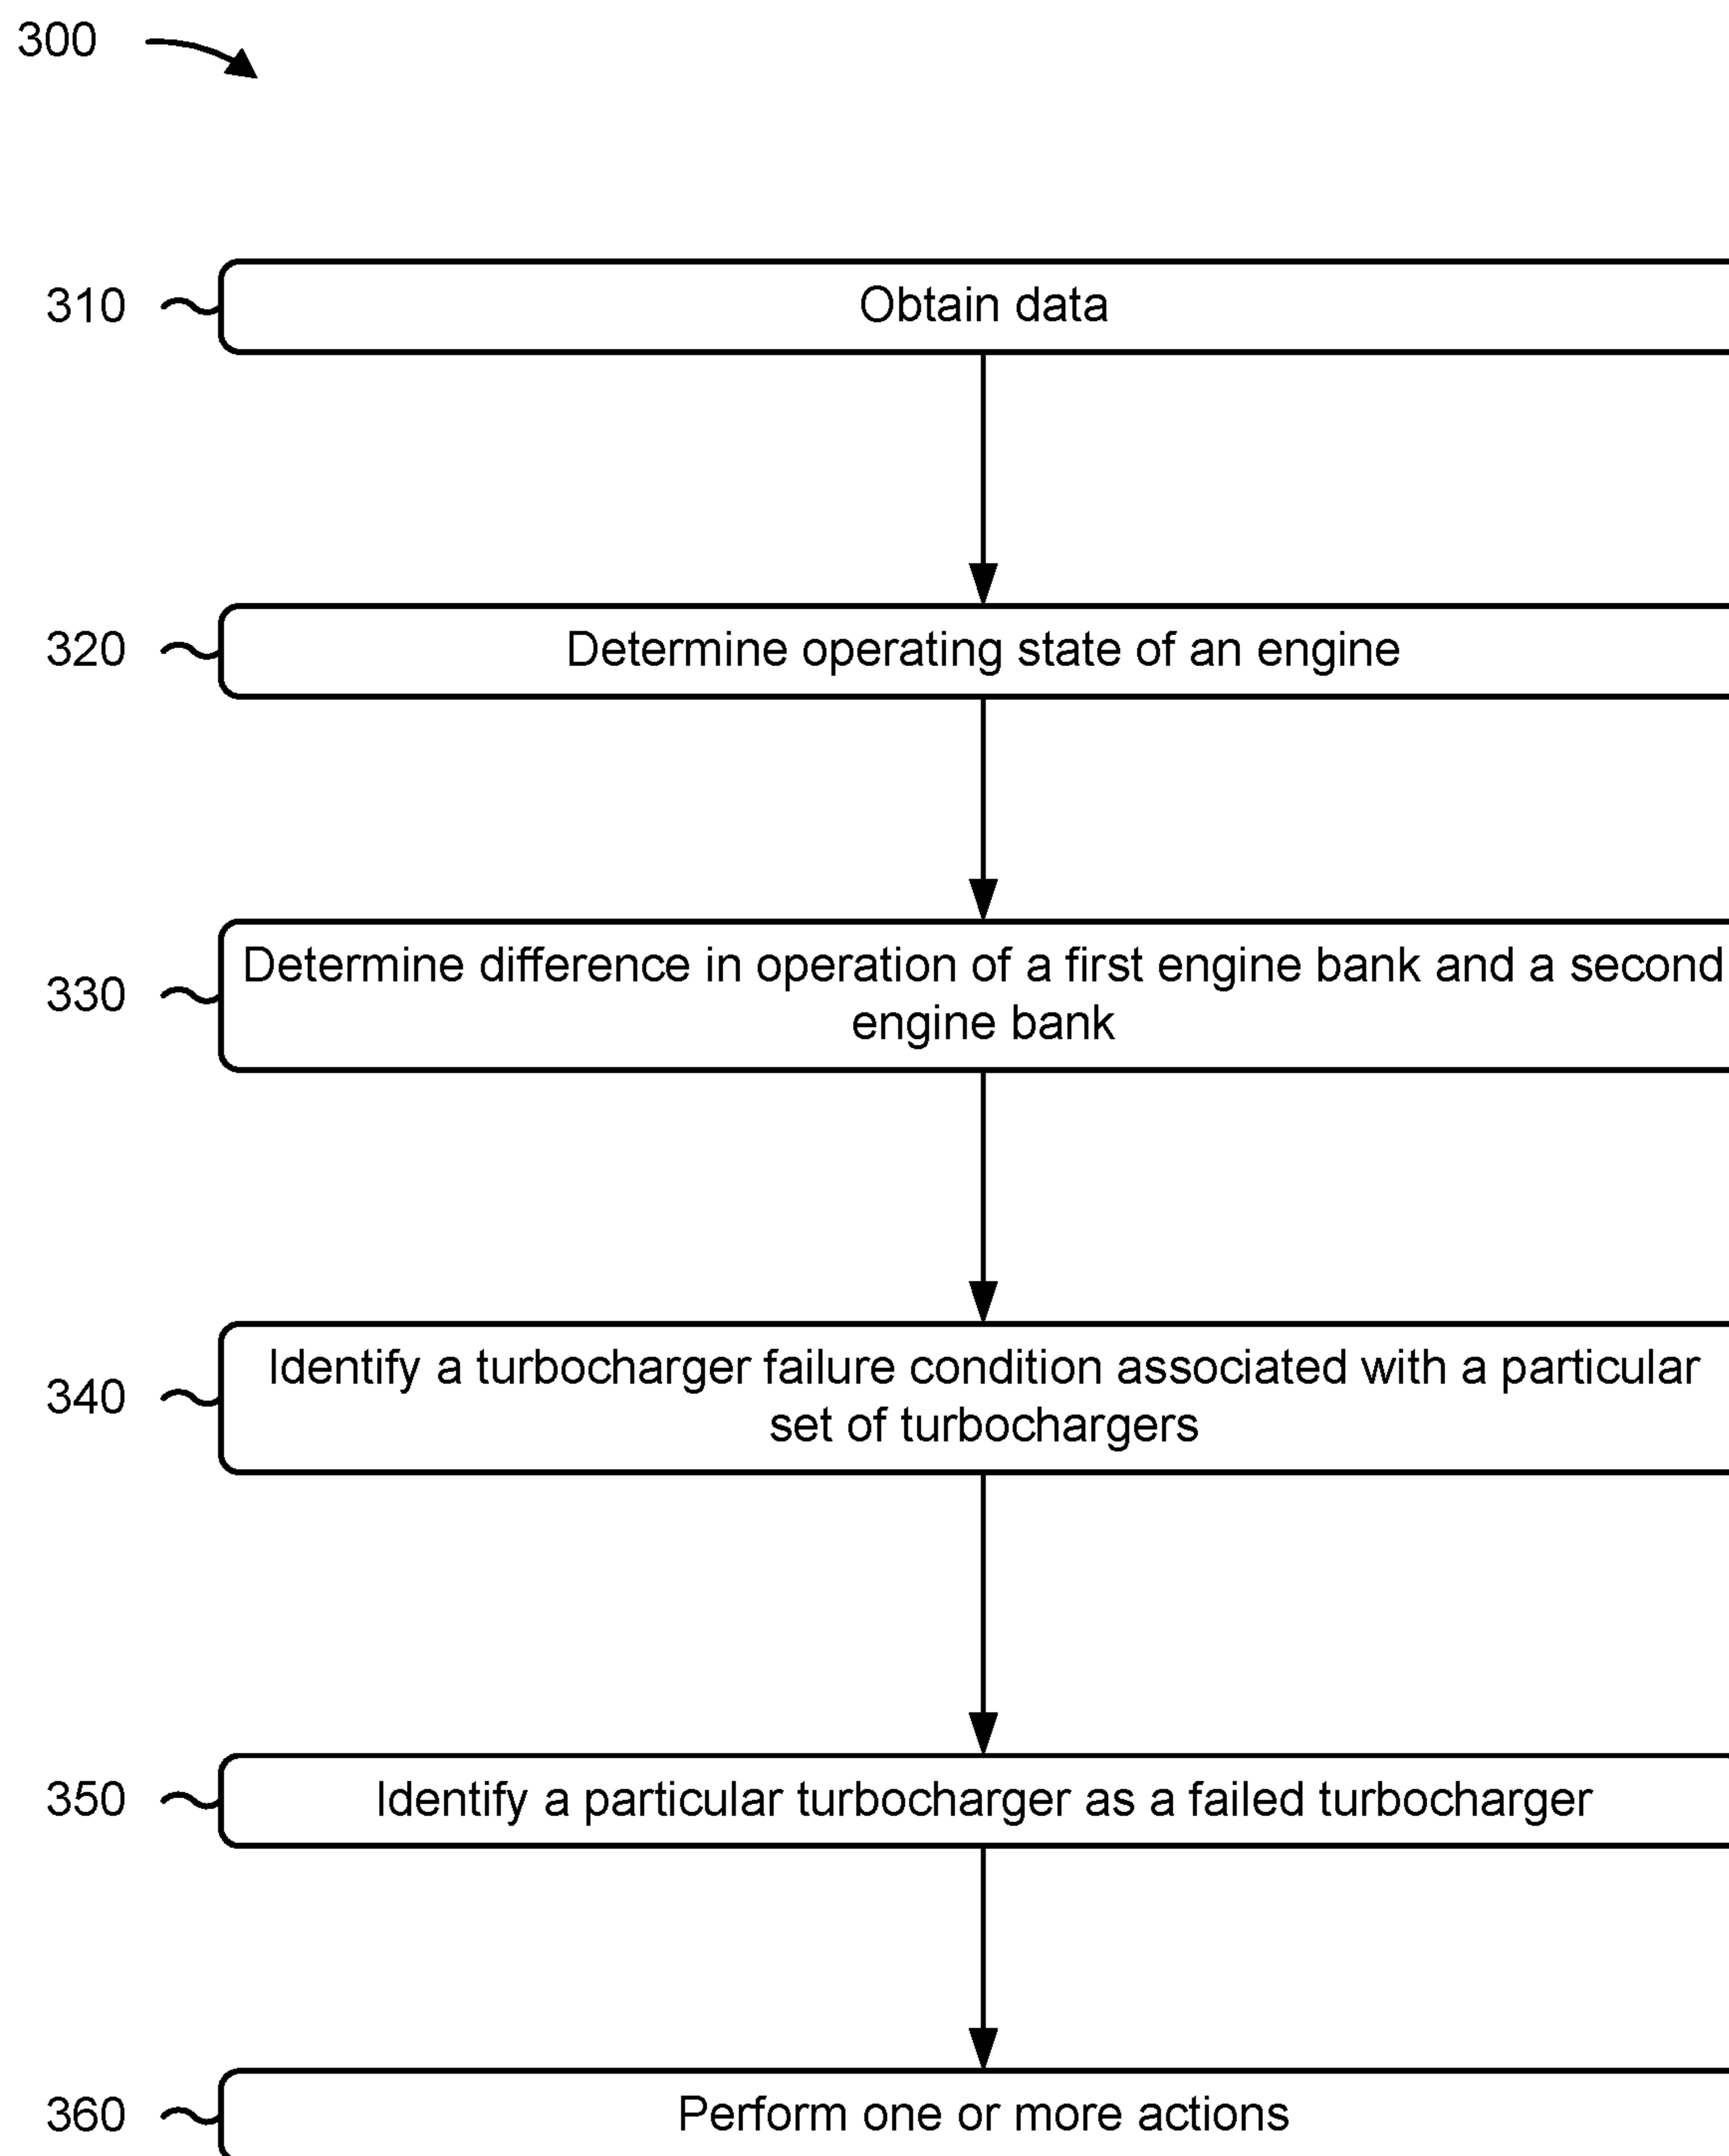 300
310
Obtain data
320
Determine operating state of an engine
330
Determine difference in operation of a first engine bank and a second
engine bank
340
Identify a turbocharger failure condition associated with a particular
set of turbochargers
350
Identify a particular turbocharger as a failed turbocharger
360
Perform one or more actions